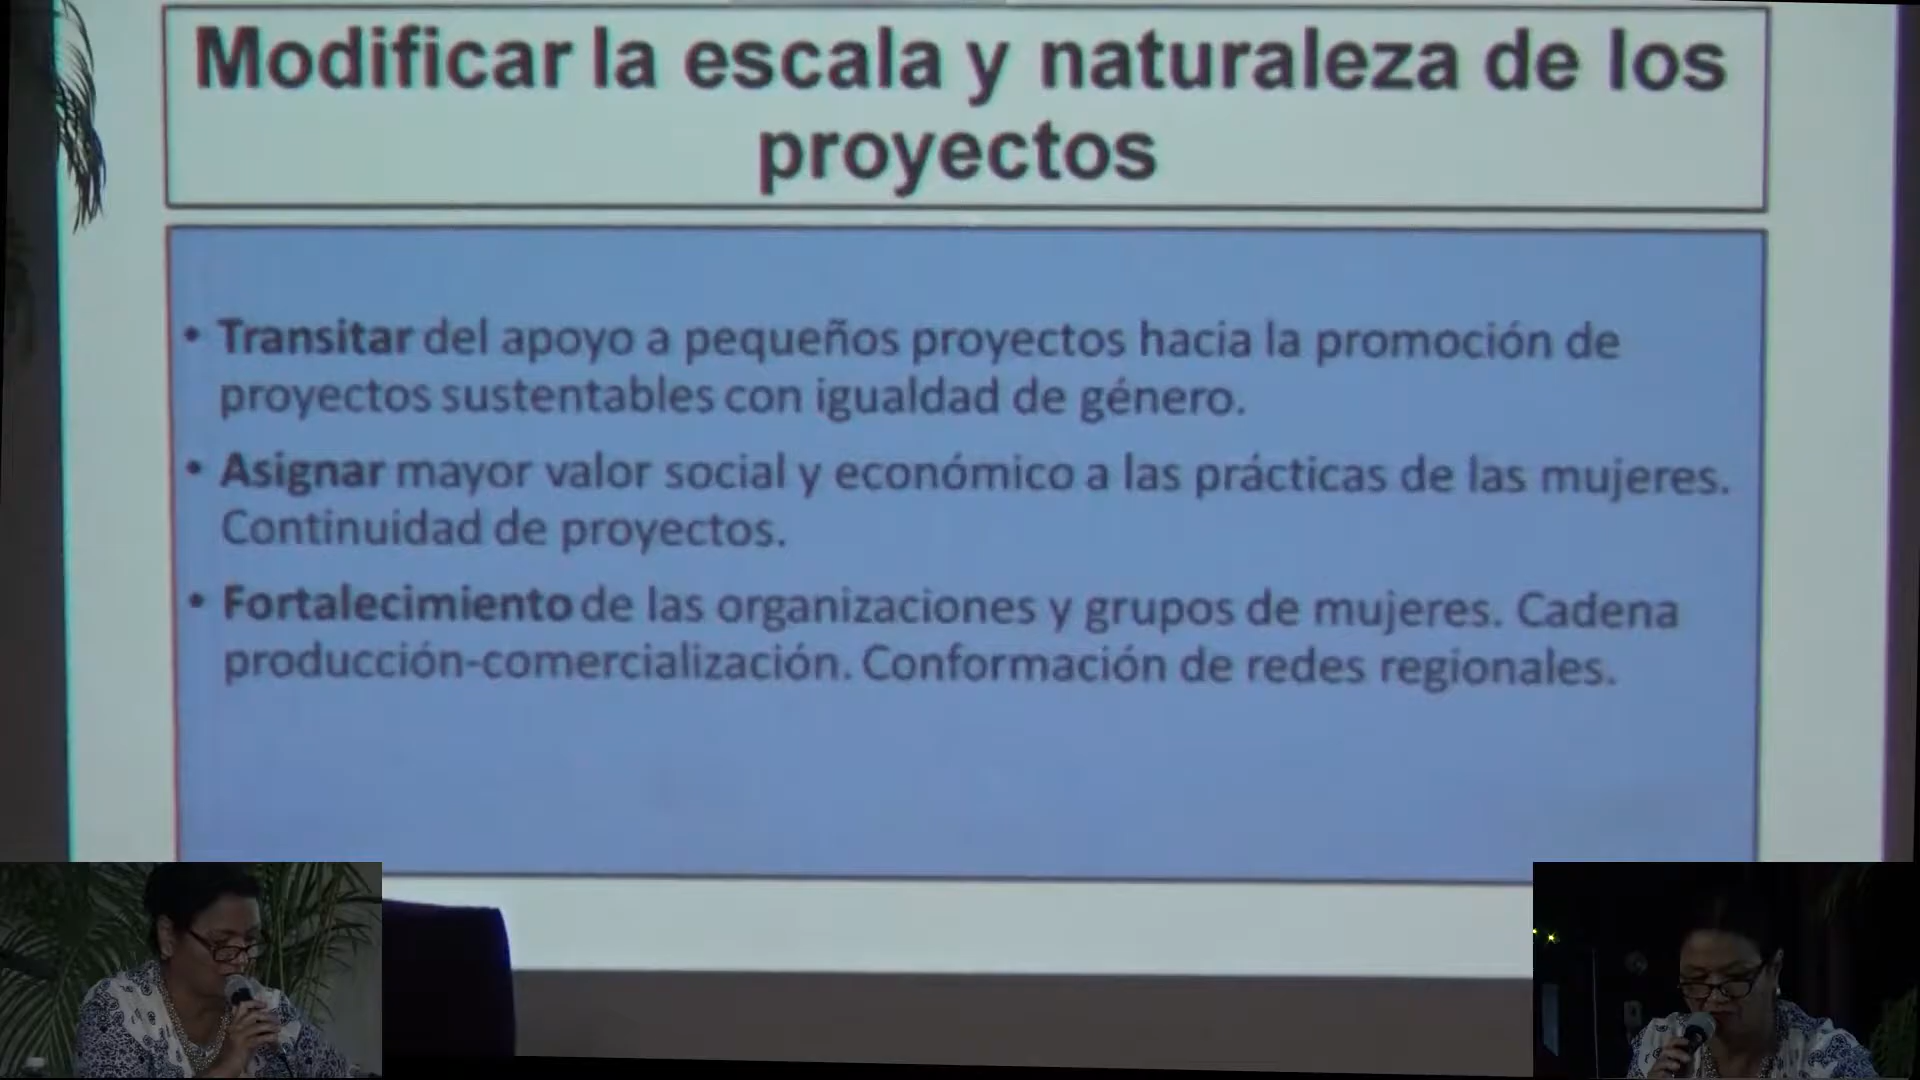 Modificar la escala y naturaleza de los
proyectos
• Transitar del apoyo a pequeños proyectos hacia la promoción de
proyectos sustentables con igualdad de género.
• Asignar mayor valor social y económico a las prácticas de las mujeres.
Continuidad de proyectos.
• Fortalecimiento de las organizaciones y grupos de mujeres. Cadena
producción-comercialización. Conformación de redes regionales.